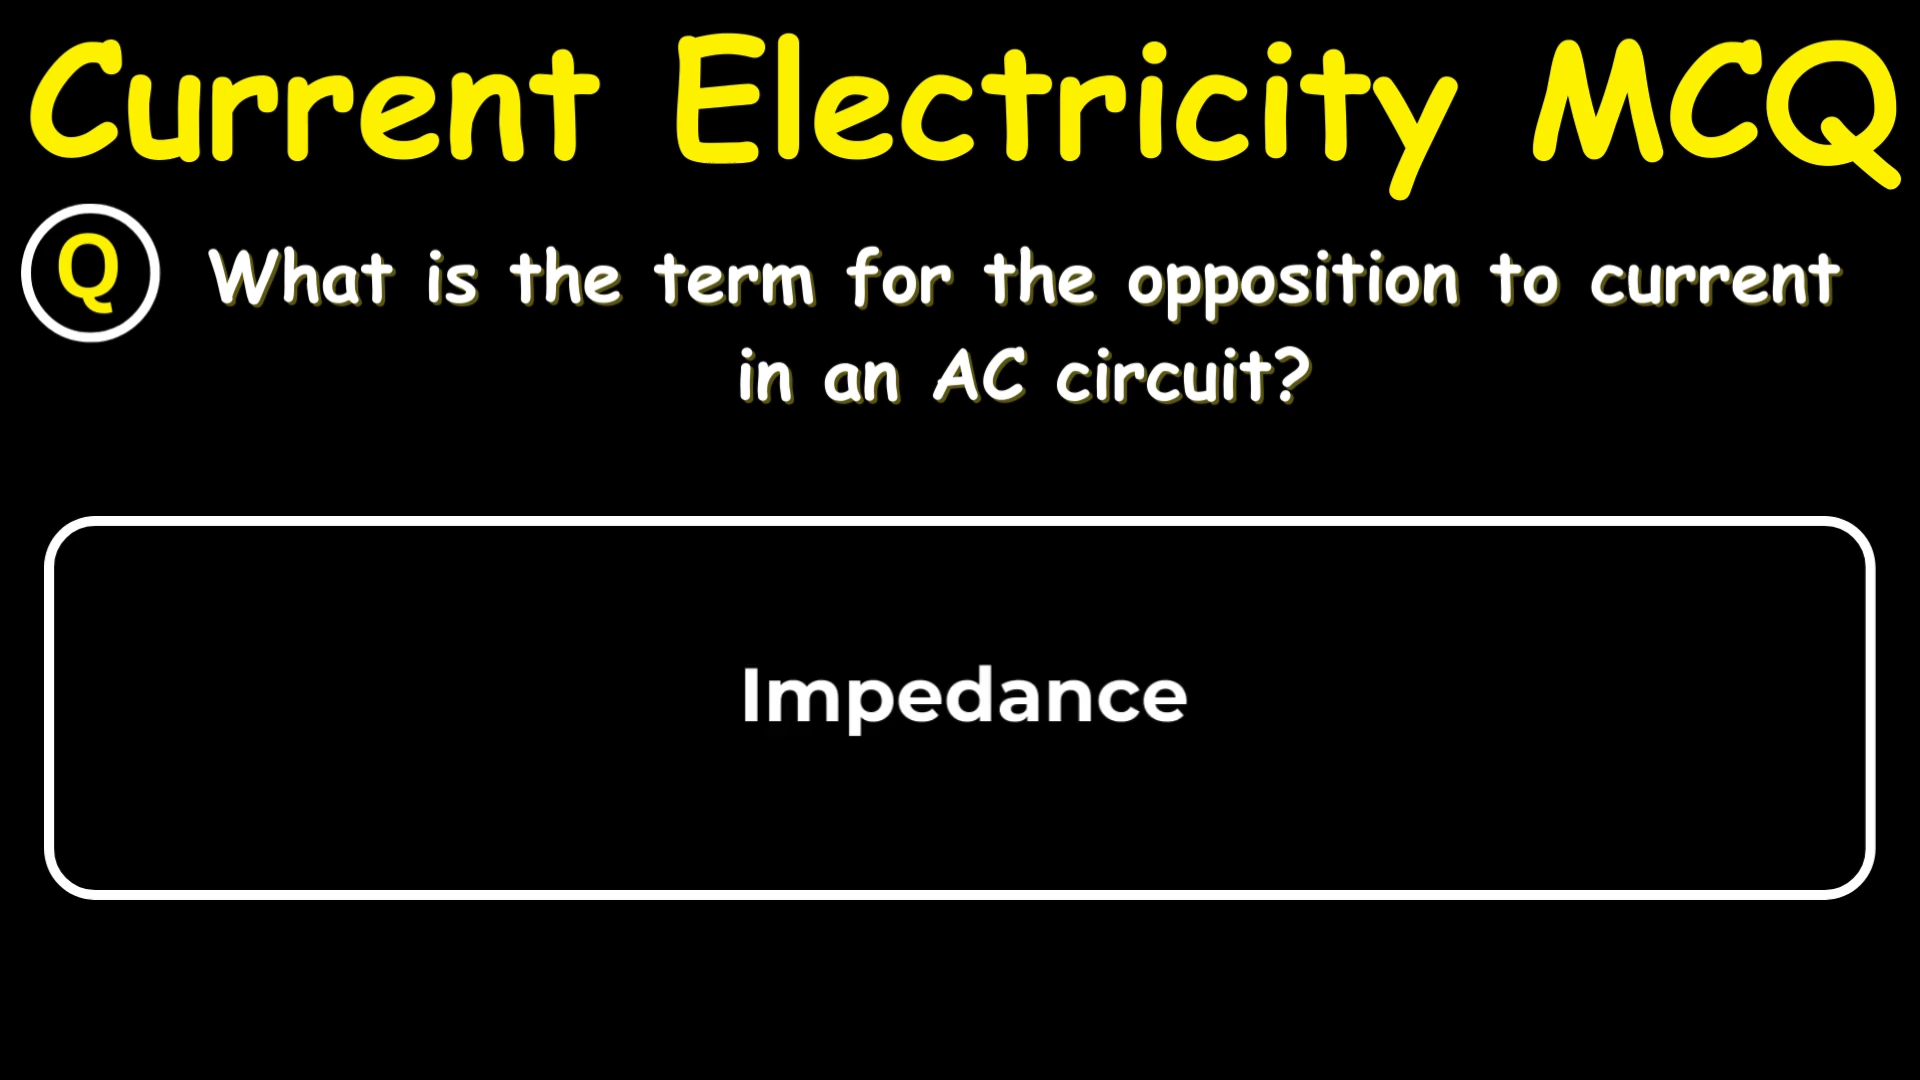 Current Electricity MCQ
Q
What is the term for the opposition to current
in an AC circuit?
Impedance